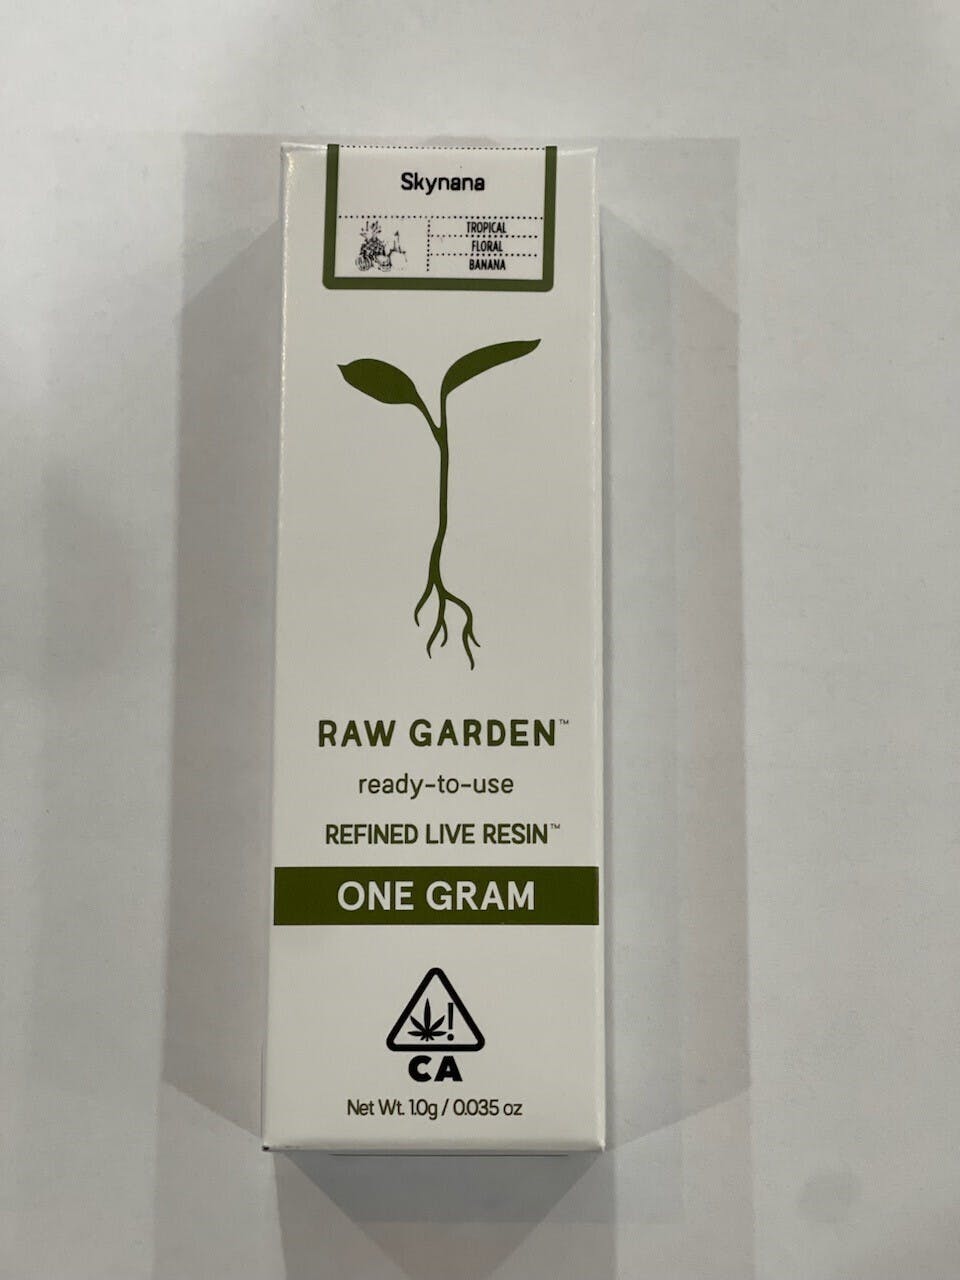 Skynana
TROPICAL
FLORAL
BANANA
RAW GARDEN™
ready-to-use
REFINED LIVE RESIN™
ONE GRAM
!
CA
Net Wt. 1.0g / 0.035 oz